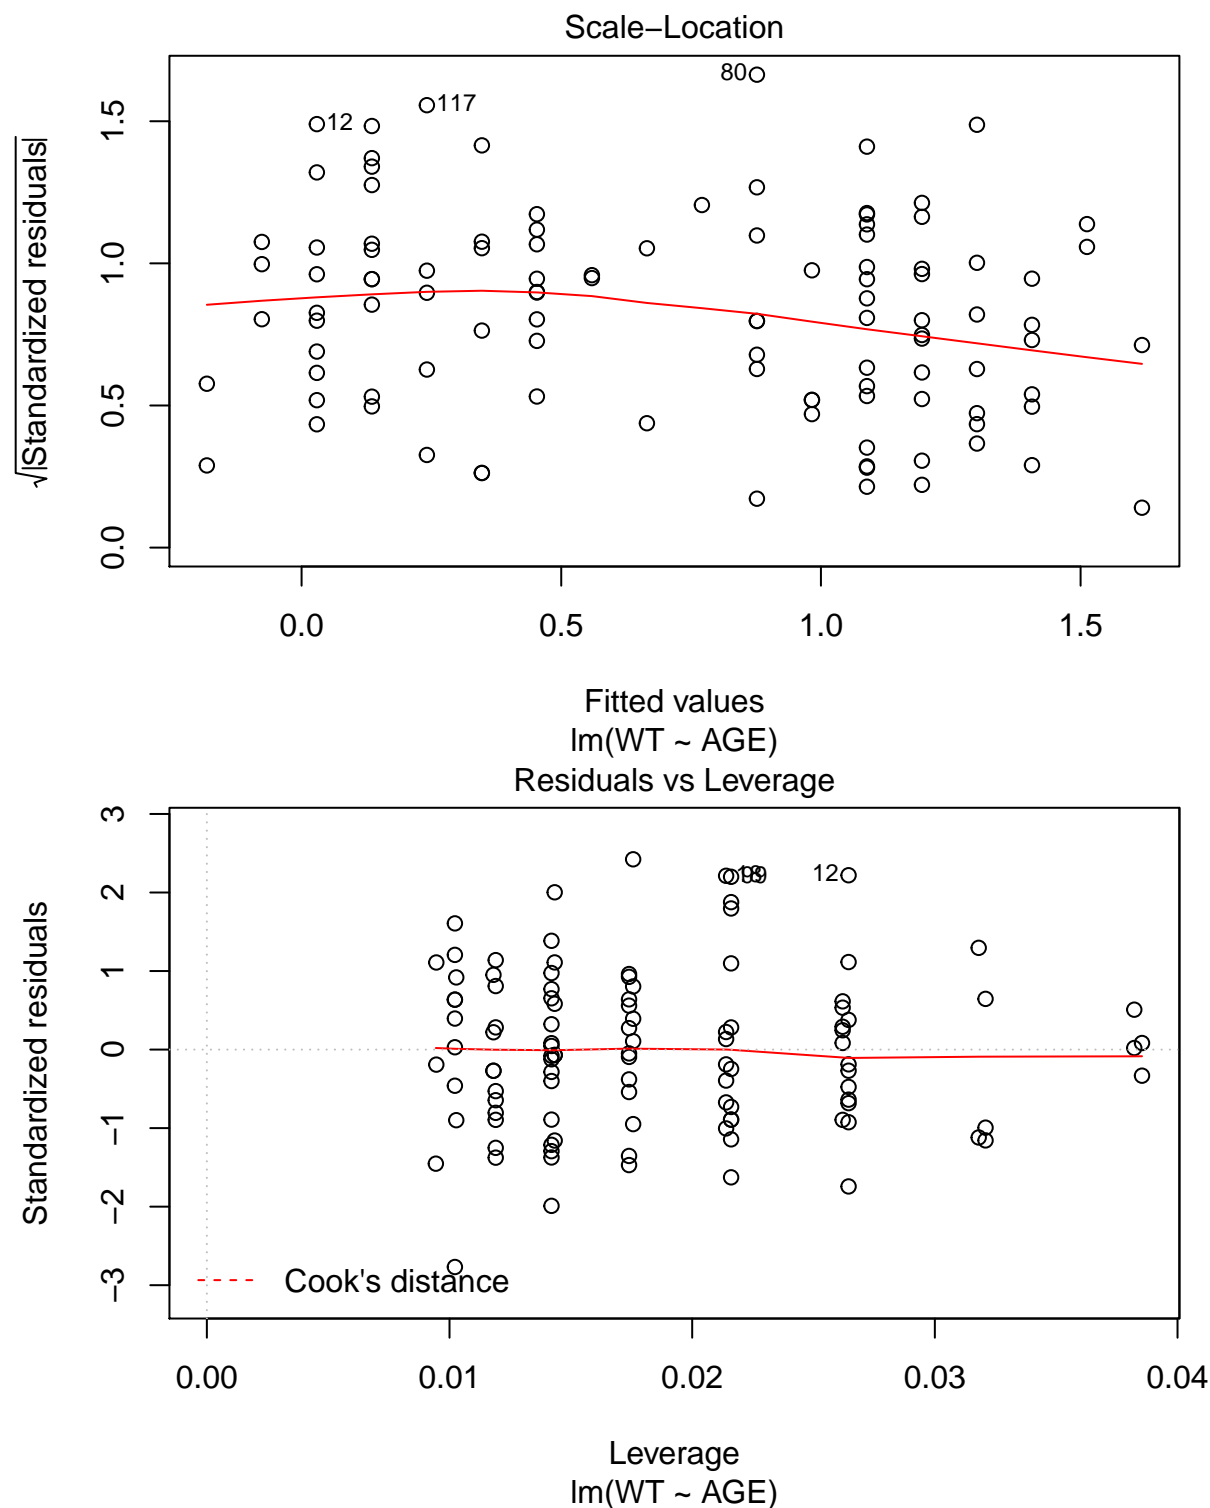 Scale−Location
√|Standardized residuals|
0.0 0.5 1.0 1.5
80
117
12
0.0 0.5 1.0 1.5
Fitted values
lm(WT ~ AGE)
Residuals vs Leverage
Standardized residuals
−3 −2 −1 0 1 2 3
12
Cook's distance
0.00 0.01 0.02 0.03 0.04
Leverage
lm(WT ~ AGE)